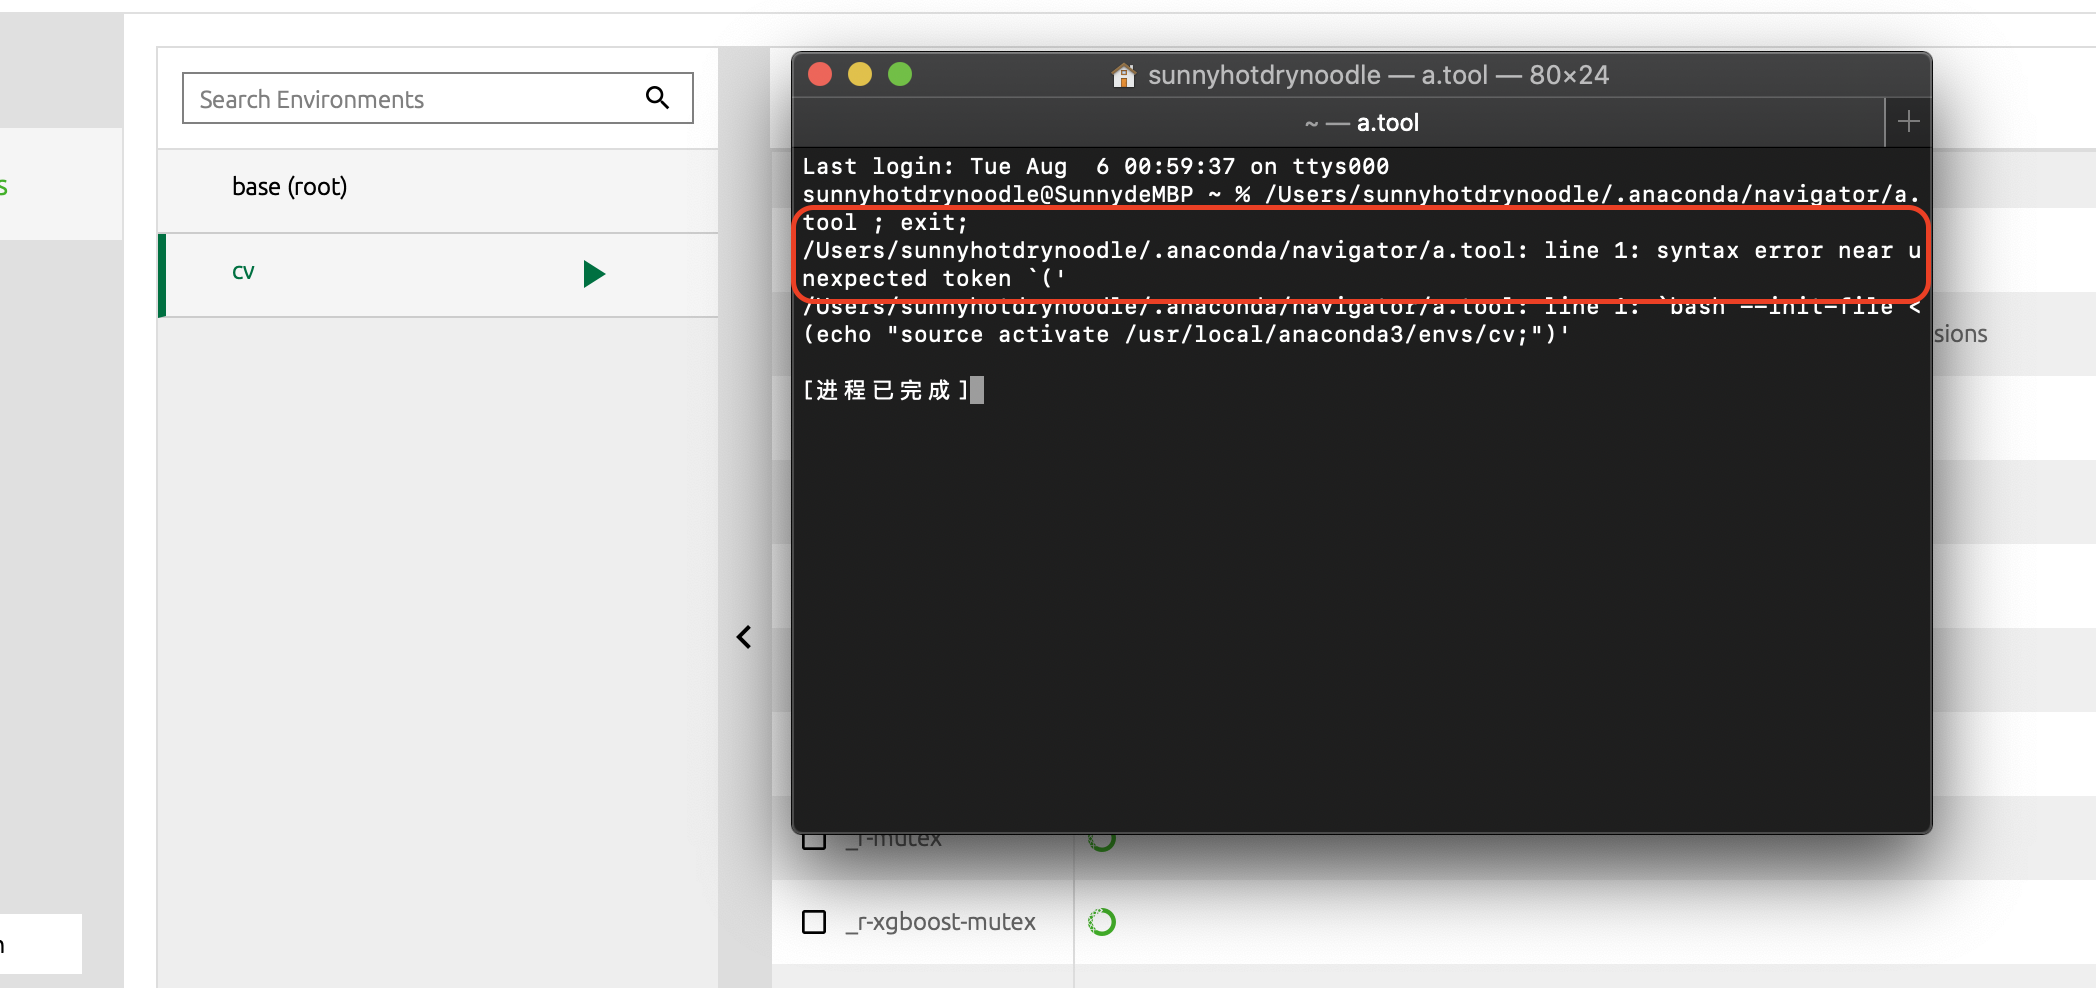 Search Environments
base (root)
cv
s
n
sunnyhotdrynoodle — a.tool — 80×24
~ — a.tool
Last login: Tue Aug  6 00:59:37 on ttys000
sunnyhotdrynoodle@SunnydeMBP ~ % /Users/sunnyhotdrynoodle/.anaconda/navigator/a.
tool ; exit;
/Users/sunnyhotdrynoodle/.anaconda/navigator/a.tool: line 1: syntax error near u
nexpected token `('
/Users/sunnyhotdrynoodle/.anaconda/navigator/a.tool: line 1: `bash --init-file <
(echo "source activate /usr/local/anaconda3/envs/cv;")'
[进程已完成]
sions
_r-mutex
_r-xgboost-mutex